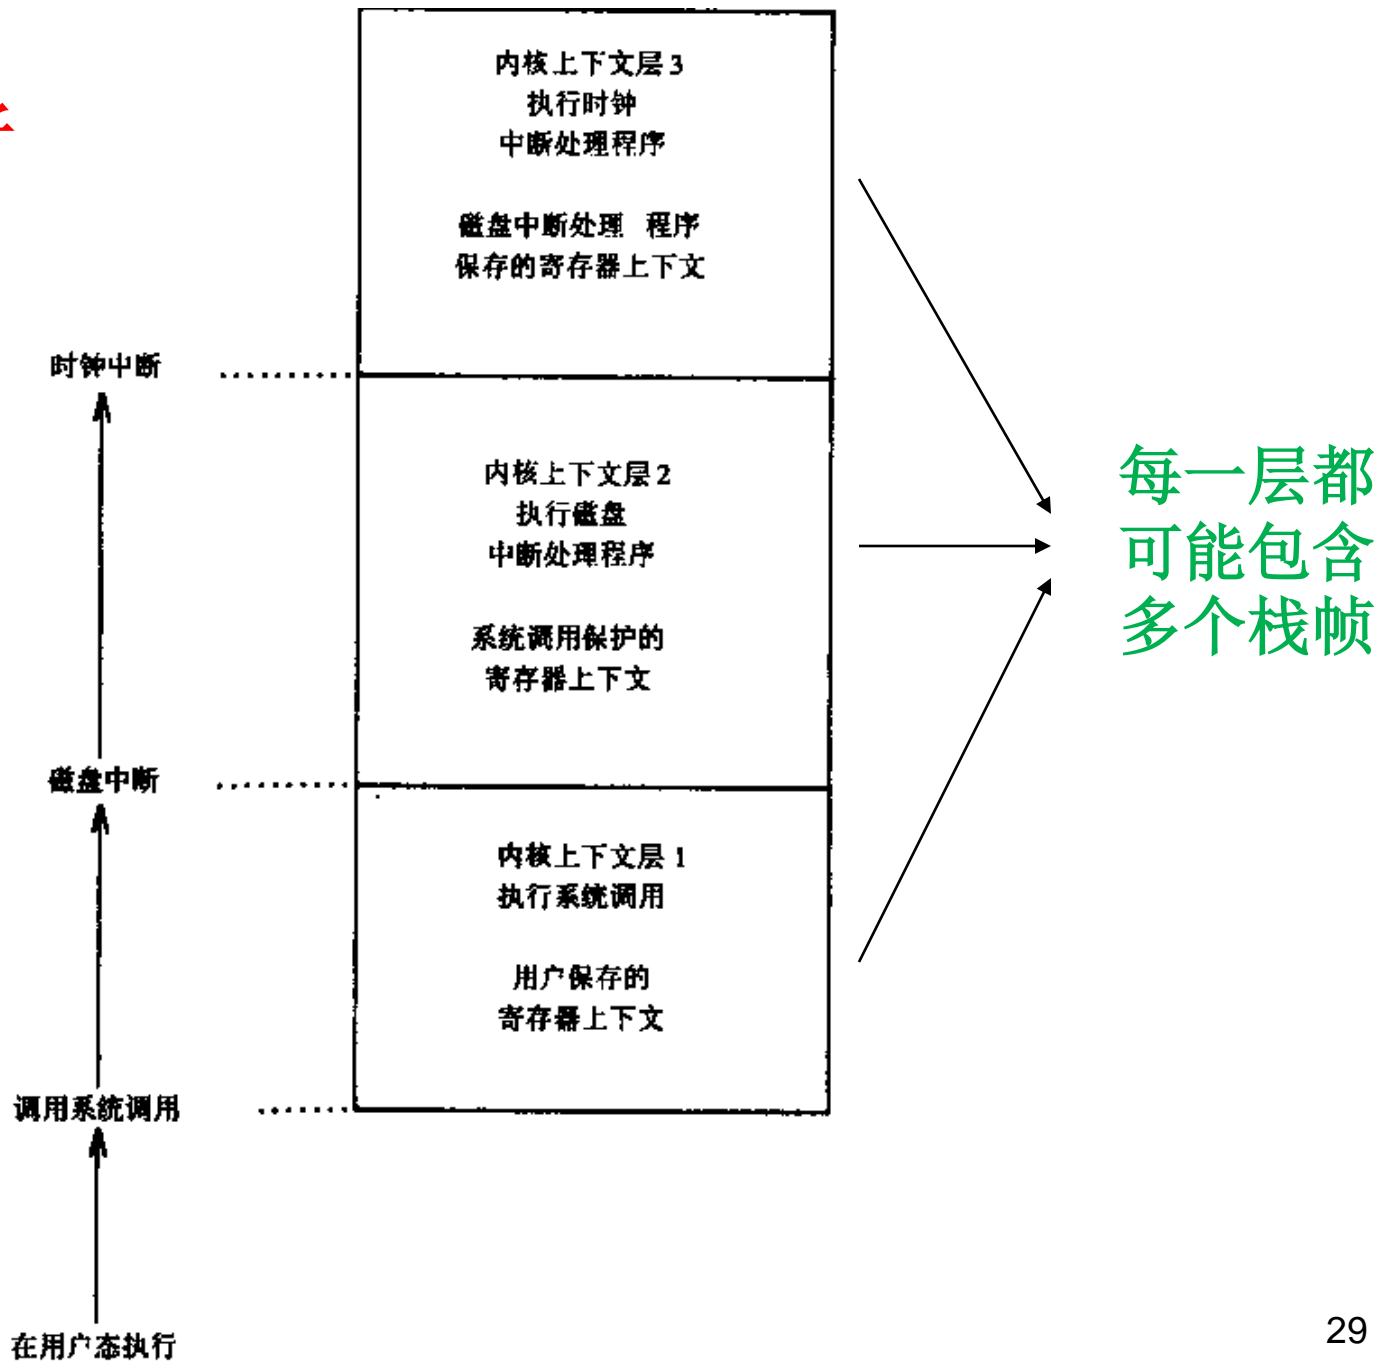 内核上下文层 3
执行时钟
中断处理程序
磁盘中断处理 程序
保存的寄存器上下文
时钟中断
内核上下文层 2
执行磁盘
中断处理程序
系统调用保护的
寄存器上下文
每一层都
可能包含
多个栈帧
磁盘中断
内核上下文层 1
执行系统调用
用户保存的
寄存器上下文
调用系统调用
在用户态执行
29